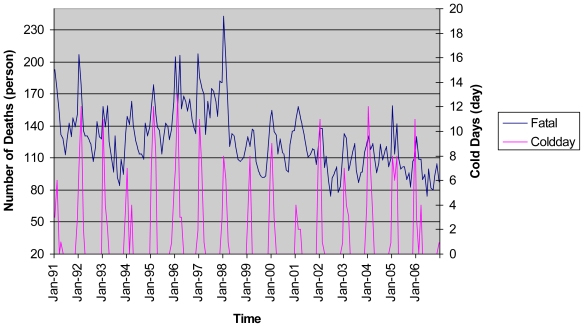 Number of Deaths (person)
230
200
170
140
110
80
50
20
20
18
16
14
12
10
8
6
4
2
0
Cold Days (day)
Fatal
Coldday
Jan-91
Jan-92
Jan-93
Jan-94
Jan-95
Jan-96
Jan-97
Jan-98
Jan-99
Jan-00
Jan-01
Jan-02
Jan-03
Jan-04
Jan-05
Jan-06
Time